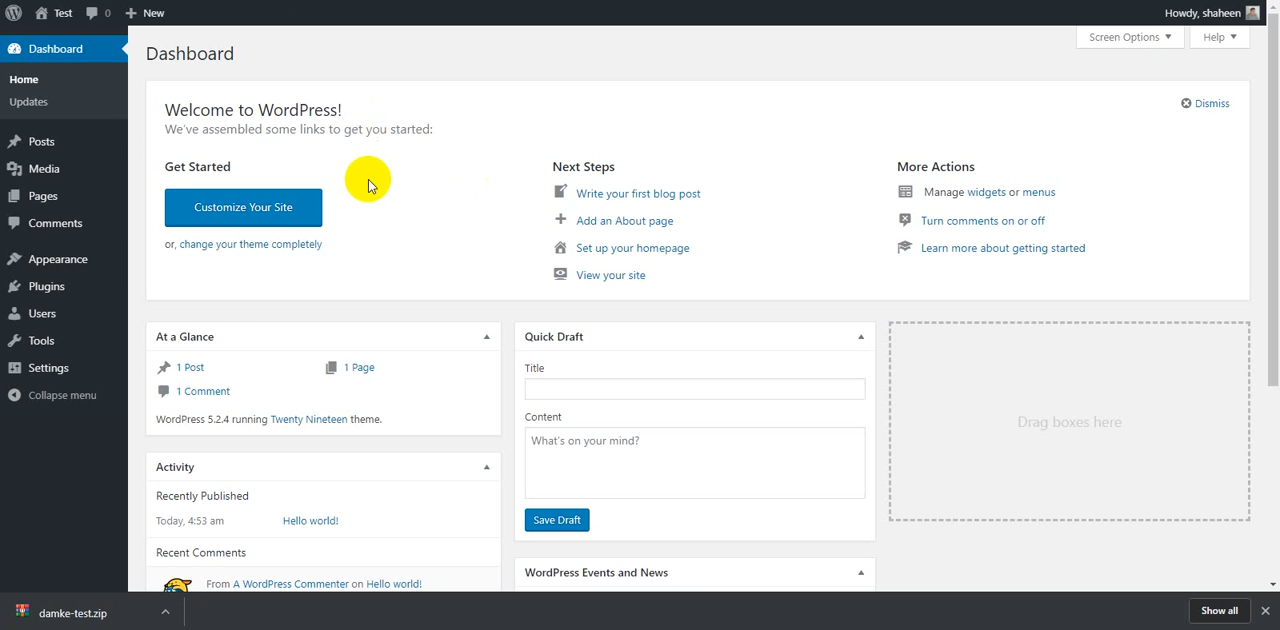 Test 0 New Howdy, shaheen
Dashboard
Home
Updates
Posts
Media
Pages
Comments
Appearance
Plugins
Users
Tools
Settings
Collapse menu
Screen Options ▼ Help ▼
Dashboard
Welcome to WordPress!
We've assembled some links to get you started:
Dismiss
Get Started
Customize Your Site
or, change your theme completely
Next Steps
Write your first blog post
Add an About page
Set up your homepage
View your site
More Actions
Manage widgets or menus
Turn comments on or off
Learn more about getting started
At a Glance
1 Post 1 Page
1 Comment
WordPress 5.2.4 running Twenty Nineteen theme.
Activity
Recently Published
Today, 4:53 am Hello world!
Recent Comments
From A WordPress Commenter on Hello world!
Quick Draft
Title
Content
What's on your mind?
Save Draft
WordPress Events and News
Drag boxes here
damke-test.zip
Show all